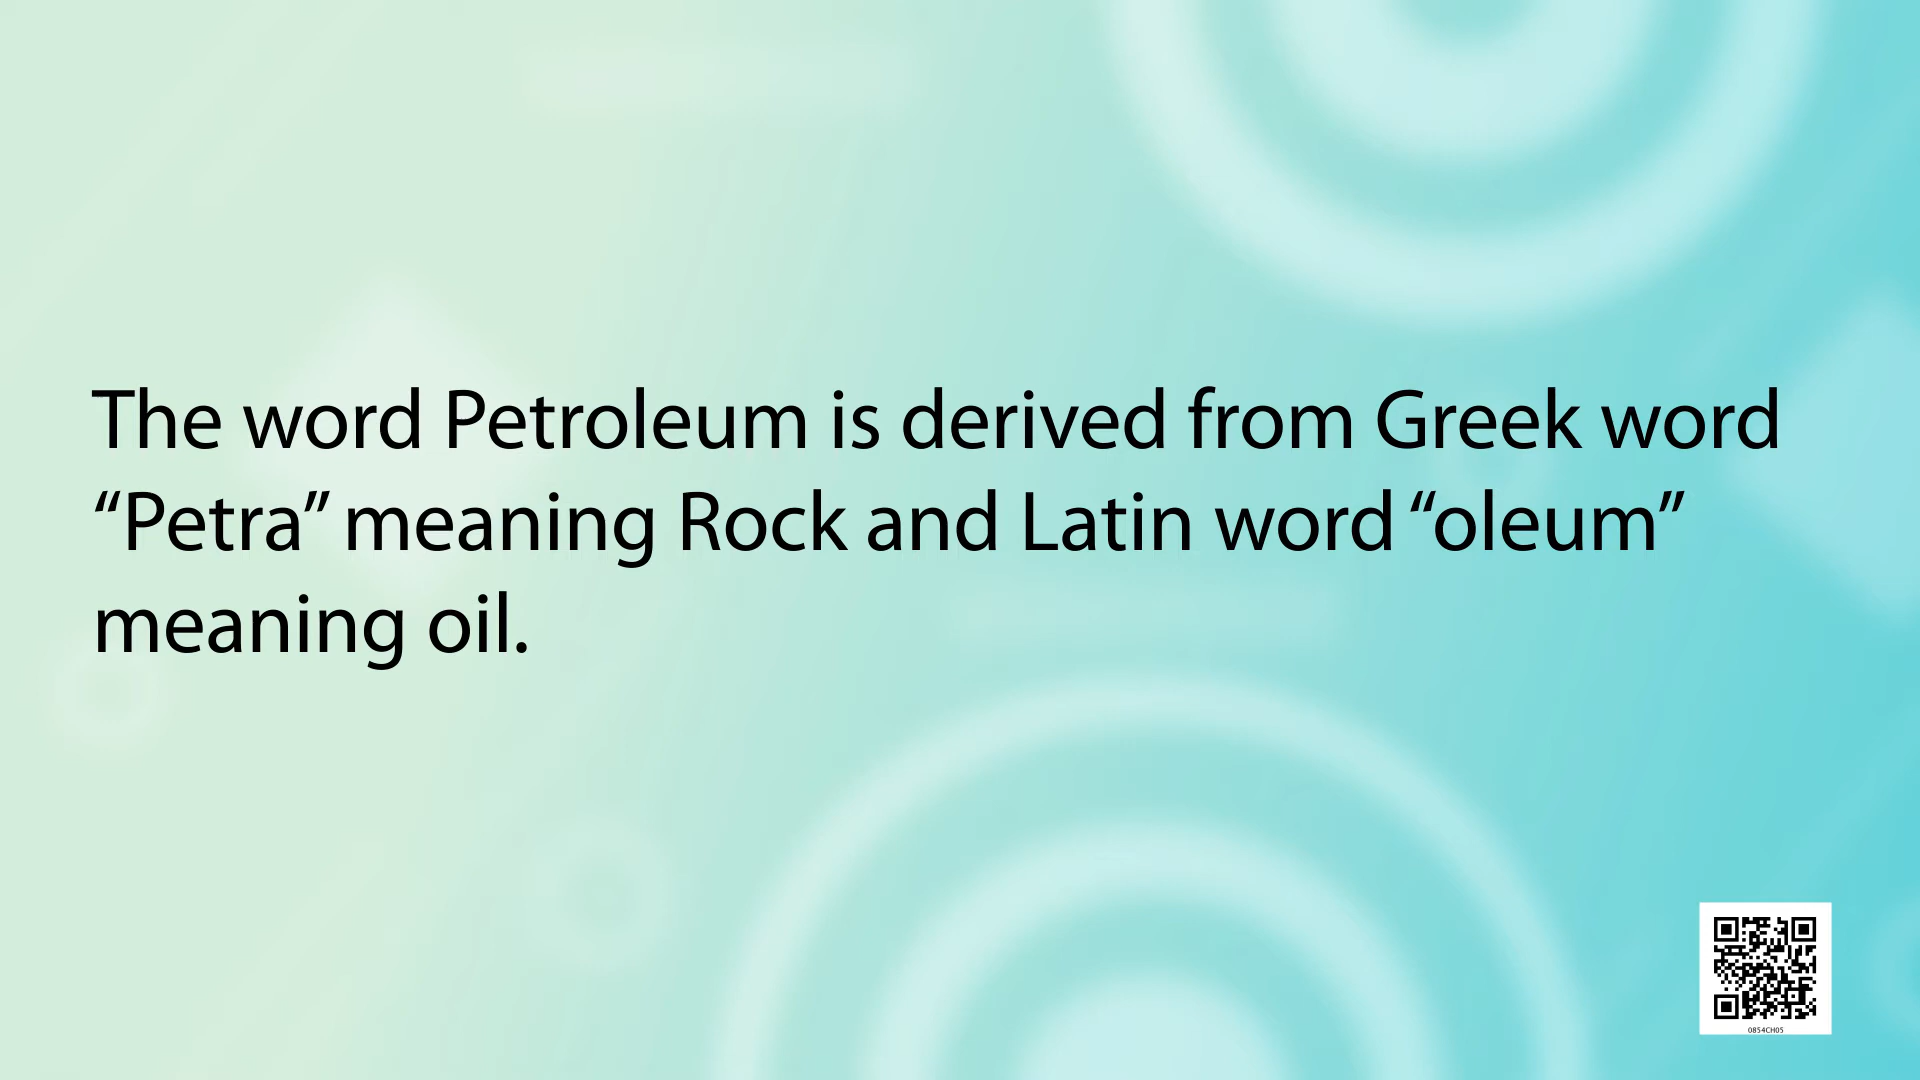 The word Petroleum is derived from Greek word
“Petra” meaning Rock and Latin word “oleum”
meaning oil.
0854CH05